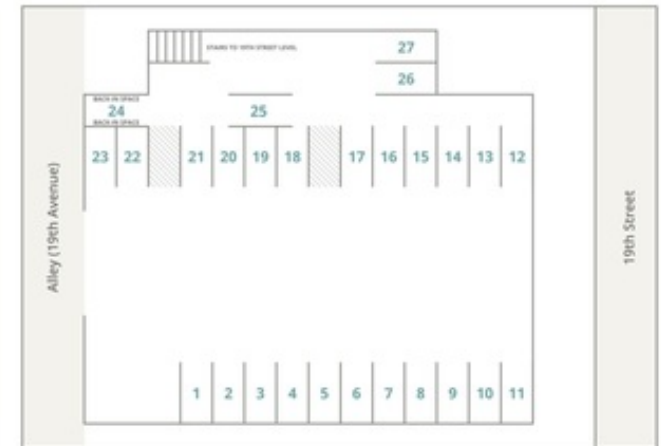 STAIRS TO 19TH STREET LEVEL
27
26
BACK IN SPACE
24
BACK IN SPACE
25
23 22 21 20 19 18 17 16 15 14 13 12
Alley (19th Avenue)
19th Street
1 2 3 4 5 6 7 8 9 10 11